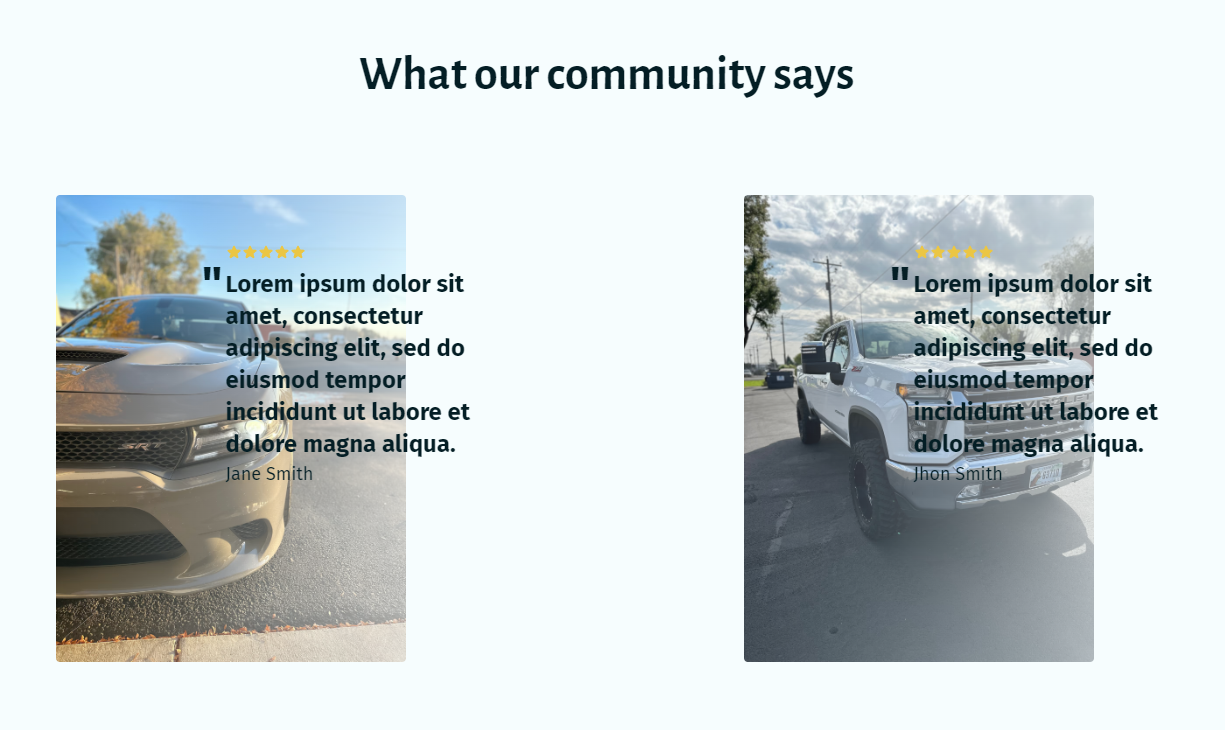 What our community says
★★★★★
"Lorem ipsum dolor sit
amet, consectetur
adipiscing elit, sed do
eiusmod tempor
incididunt ut labore et
dolore magna aliqua.
Jane Smith
SRT
★★★★★
"Lorem ipsum dolor sit
amet, consectetur
adipiscing elit, sed do
eiusmod tempor
incididunt ut labore et
dolore magna aliqua.
Jhon Smith
CHEVROLET